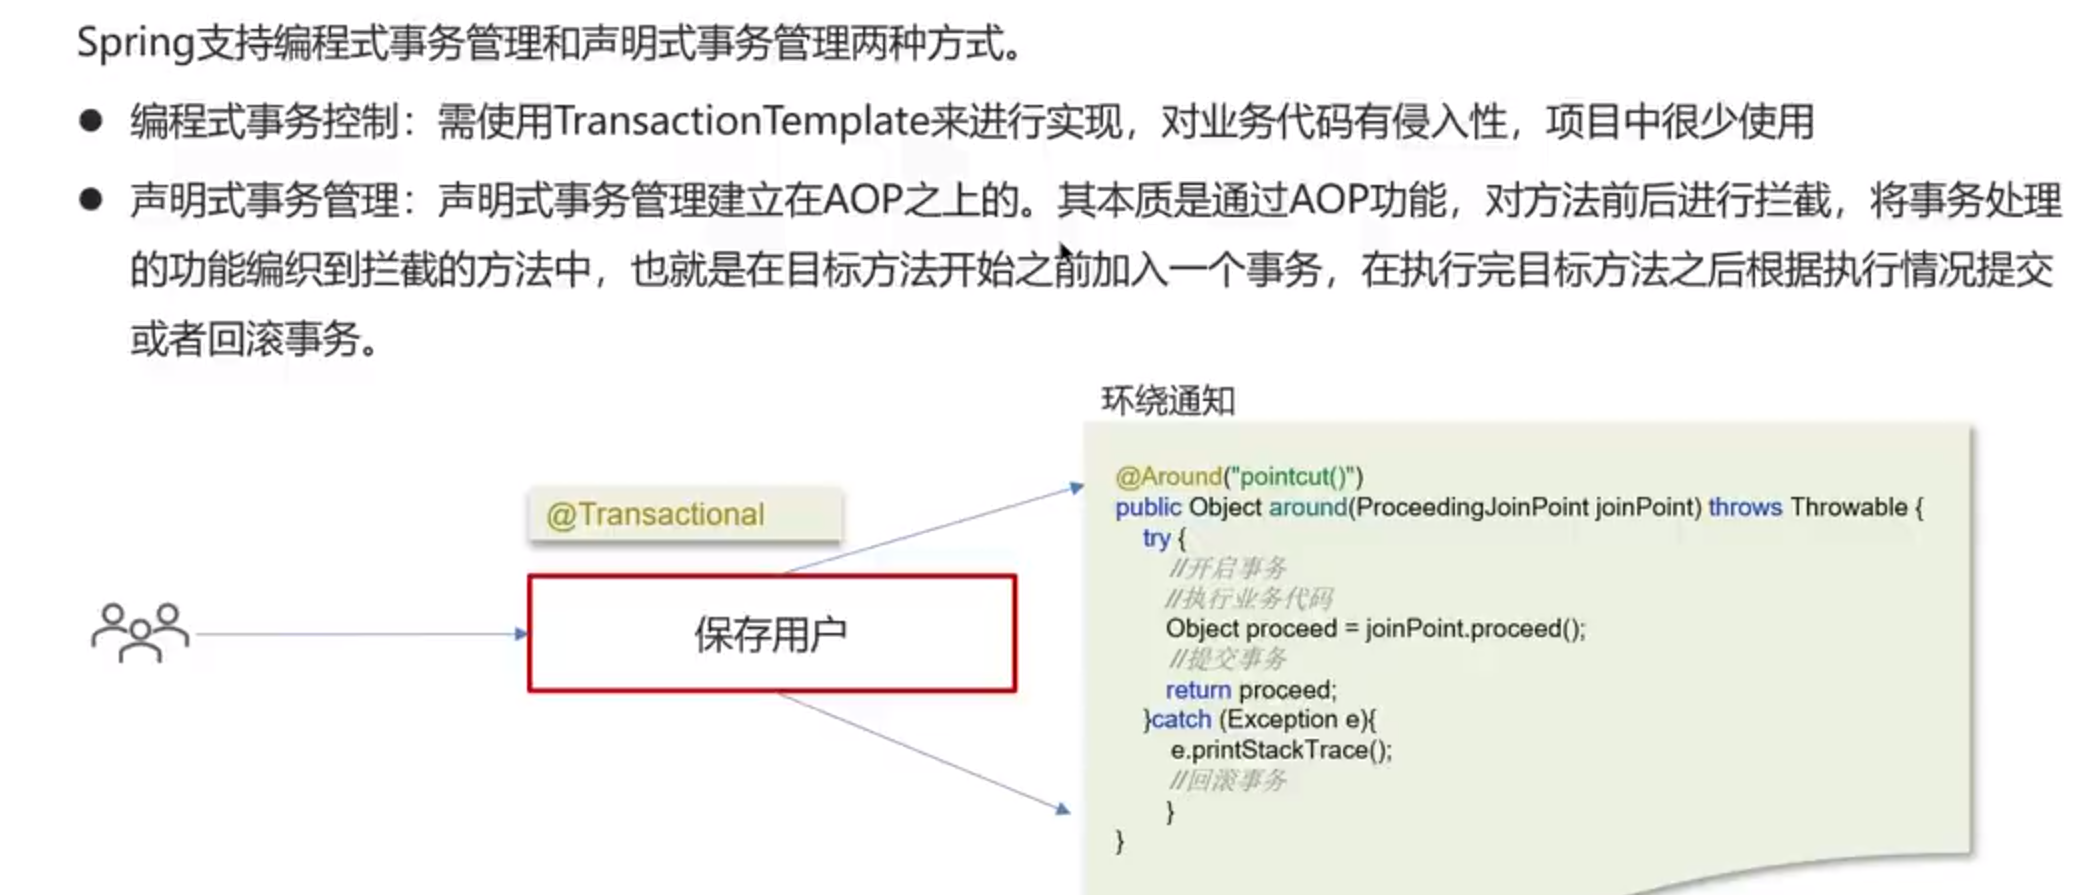 Spring支持编程式事务管理和声明式事务管理两种方式。
● 编程式事务控制：需使用TransactionTemplate来进行实现，对业务代码有侵入性，项目中很少使用
● 声明式事务管理：声明式事务管理建立在AOP之上的。其本质是通过AOP功能，对方法前后进行拦截，将事务处理
的功能编织到拦截的方法中，也就是在目标方法开始之前加入一个事务，在执行完目标方法之后根据执行情况提交
或者回滚事务。
环绕通知
@Transactional
保存用户
@Around("pointcut()")
public Object around(ProceedingJoinPoint joinPoint) throws Throwable {
try {
//开启事务
//执行业务代码
Object proceed = joinPoint.proceed();
//提交事务
return proceed;
}catch (Exception e){
e.printStackTrace();
//回滚事务
}
}